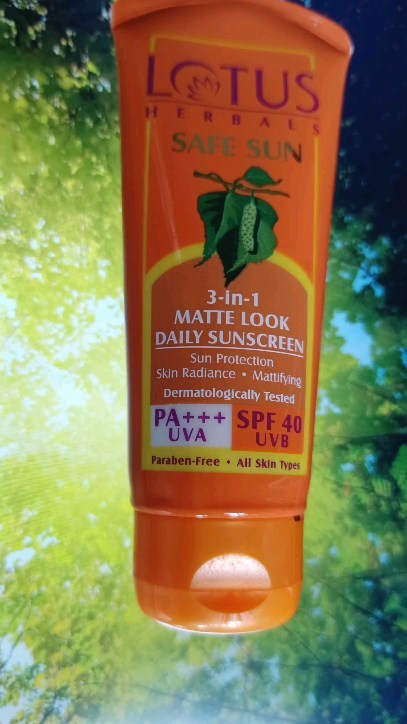 LOTUS
HERBALS
SAFE SUN
3-in-1
MATTE LOOK
DAILY SUNSCREEN
Sun Protection
Skin Radiance • Mattifying
Dermatologically Tested
PA+++ SPF 40
UVA UVB
Paraben-Free • All Skin Types